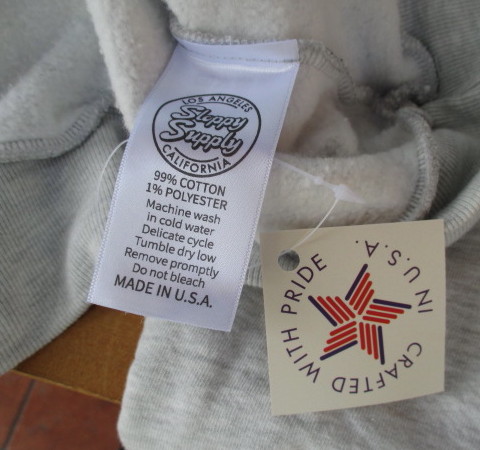 LOS ANGELES
Sloppy
Supply
CALIFORNIA
99% COTTON
1% POLYESTER
Machine wash
in cold water
Delicate cycle
Tumble dry low
Remove promptly
Do not bleach
MADE IN U.S.A.
CRAFTED WITH PRIDE IN U.S.A.